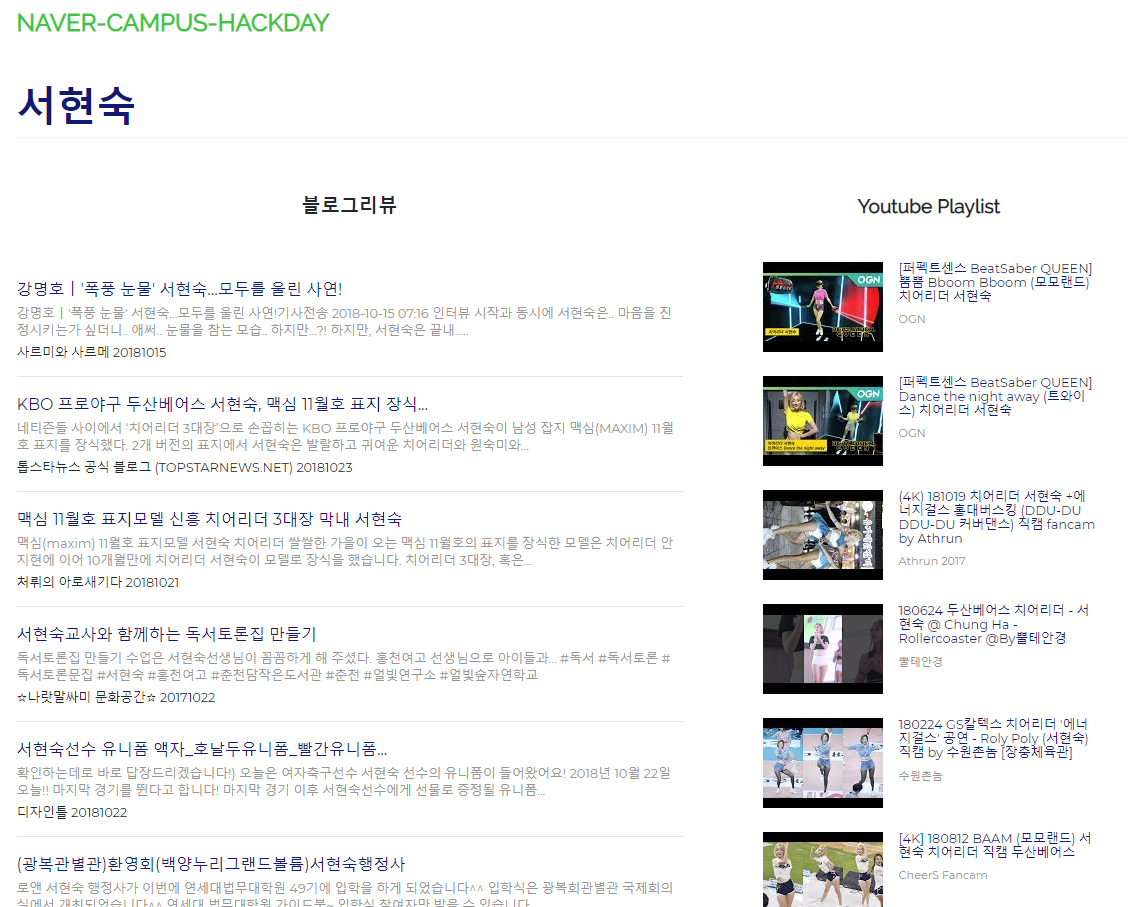 NAVER-CAMPUS-HACKDAY
서현숙
블로그리뷰
강명호ㅣ'폭풍 눈물' 서현숙...모두를 울린 사연!
강명호ㅣ'폭풍 눈물' 서현숙...모두를 울린 사연!기사전송 2018-10-15 07:16 인터뷰 시작과 동시에 서현숙은.. 마음을 진
정시키는가 싶더니.. 애써.. 눈물을 참는 모습.. 하지만...?! 하지만, 서현숙은 끝내.....
사르미와 사르메 20181015
KBO 프로야구 두산베어스 서현숙, 맥심 11월호 표지 장식...
네티즌들 사이에서 '치어리더 3대장'으로 손꼽히는 KBO 프로야구 두산베어스 서현숙이 남성 잡지 맥심(MAXIM) 11월
호 표지를 장식했다. 2개 버전의 표지에서 서현숙은 발랄하고 귀여운 치어리더와 원숙미와...
톱스타뉴스 공식 블로그 (TOPSTARNEWS.NET) 20181023
맥심 11월호 표지모델 신흥 치어리더 3대장 막내 서현숙
맥심(maxim) 11월호 표지모델 서현숙 치어리더 쌀쌀한 가을이 오는 맥심 11월호의 표지를 장식한 모델은 치어리더 안
지현에 이어 10개월만에 치어리더 서현숙이 모델로 장식을 했습니다. 치어리더 3대장, 혹은...
처뤼의 아로새기다 20181021
서현숙교사와 함께하는 독서토론집 만들기
독서토론집 만들기 수업은 서현숙선생님이 꼼꼼하게 해 주셨다. 홍천여고 선생님으로 아이들과... #독서 #독서토론 #
독서토론문집 #서현숙 #홍천여고 #춘천담작은도서관 #춘천 #얼빛연구소 #얼빛숲자연학교
☆나랏말싸미 문화공간☆ 20171022
서현숙선수 유니폼 액자_호날두유니폼_빨간유니폼...
확인하는데로 바로 답장드리겠습니다!) 오늘은 여자축구선수 서현숙 선수의 유니폼이 들어왔어요! 2018년 10월 22일
오늘!! 마지막 경기를 뛴다고 합니다! 마지막 경기 이후 서현숙선수에게 선물로 증정될 유니폼...
디자인틀 20181022
(광복관별관)환영회(백양누리그랜드볼륨)서현숙행정사
로앤 서현숙 행정사가 이번에 연세대법무대학원 49기에 입학을 하게 되었습니다^^ 입학식은 광복회관별관 국제회의
실에서 개최되었습니다^^ 연세대 법무대학원 가이드북~ 입학식 참여자만 받을 수 있습니다
Youtube Playlist
[퍼펙트센스 BeatSaber QUEEN]
뿜뿜 Bboom Bboom (모모랜드)
치어리더 서현숙
OGN
[퍼펙트센스 BeatSaber QUEEN]
Dance the night away (트와이
스) 치어리더 서현숙
OGN
(4K) 181019 치어리더 서현숙 +에
너지걸스 홍대버스킹 (DDU-DU
DDU-DU 커버댄스) 직캠 fancam
by Athrun
Athrun 2017
180624 두산베어스 치어리더 - 서
현숙 @ Chung Ha -
Rollercoaster @By뿔테안경
뿔테안경
180224 GS칼텍스 치어리더 '에너
지걸스' 공연 - Roly Poly (서현숙)
직캠 by 수원촌놈 [장충체육관]
수원촌놈
[4K] 180812 BAAM (모모랜드) 서
현숙 치어리더 직캠 두산베어스
CheerS Fancam
OGN
OGN